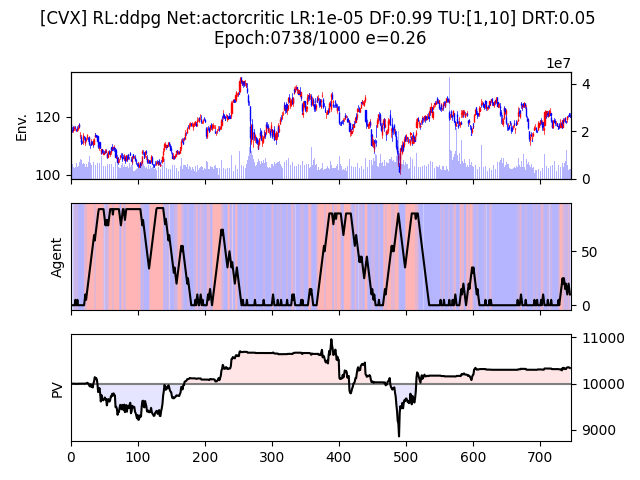 [CVX] RL:ddpg Net:actorcritic LR:1e-05 DF:0.99 TU:[1,10] DRT:0.05
Epoch:0738/1000 e=0.26
1e7
Env.
120
100
4
2
0
Agent
50
0
PV
11000
10000
9000
0 100 200 300 400 500 600 700